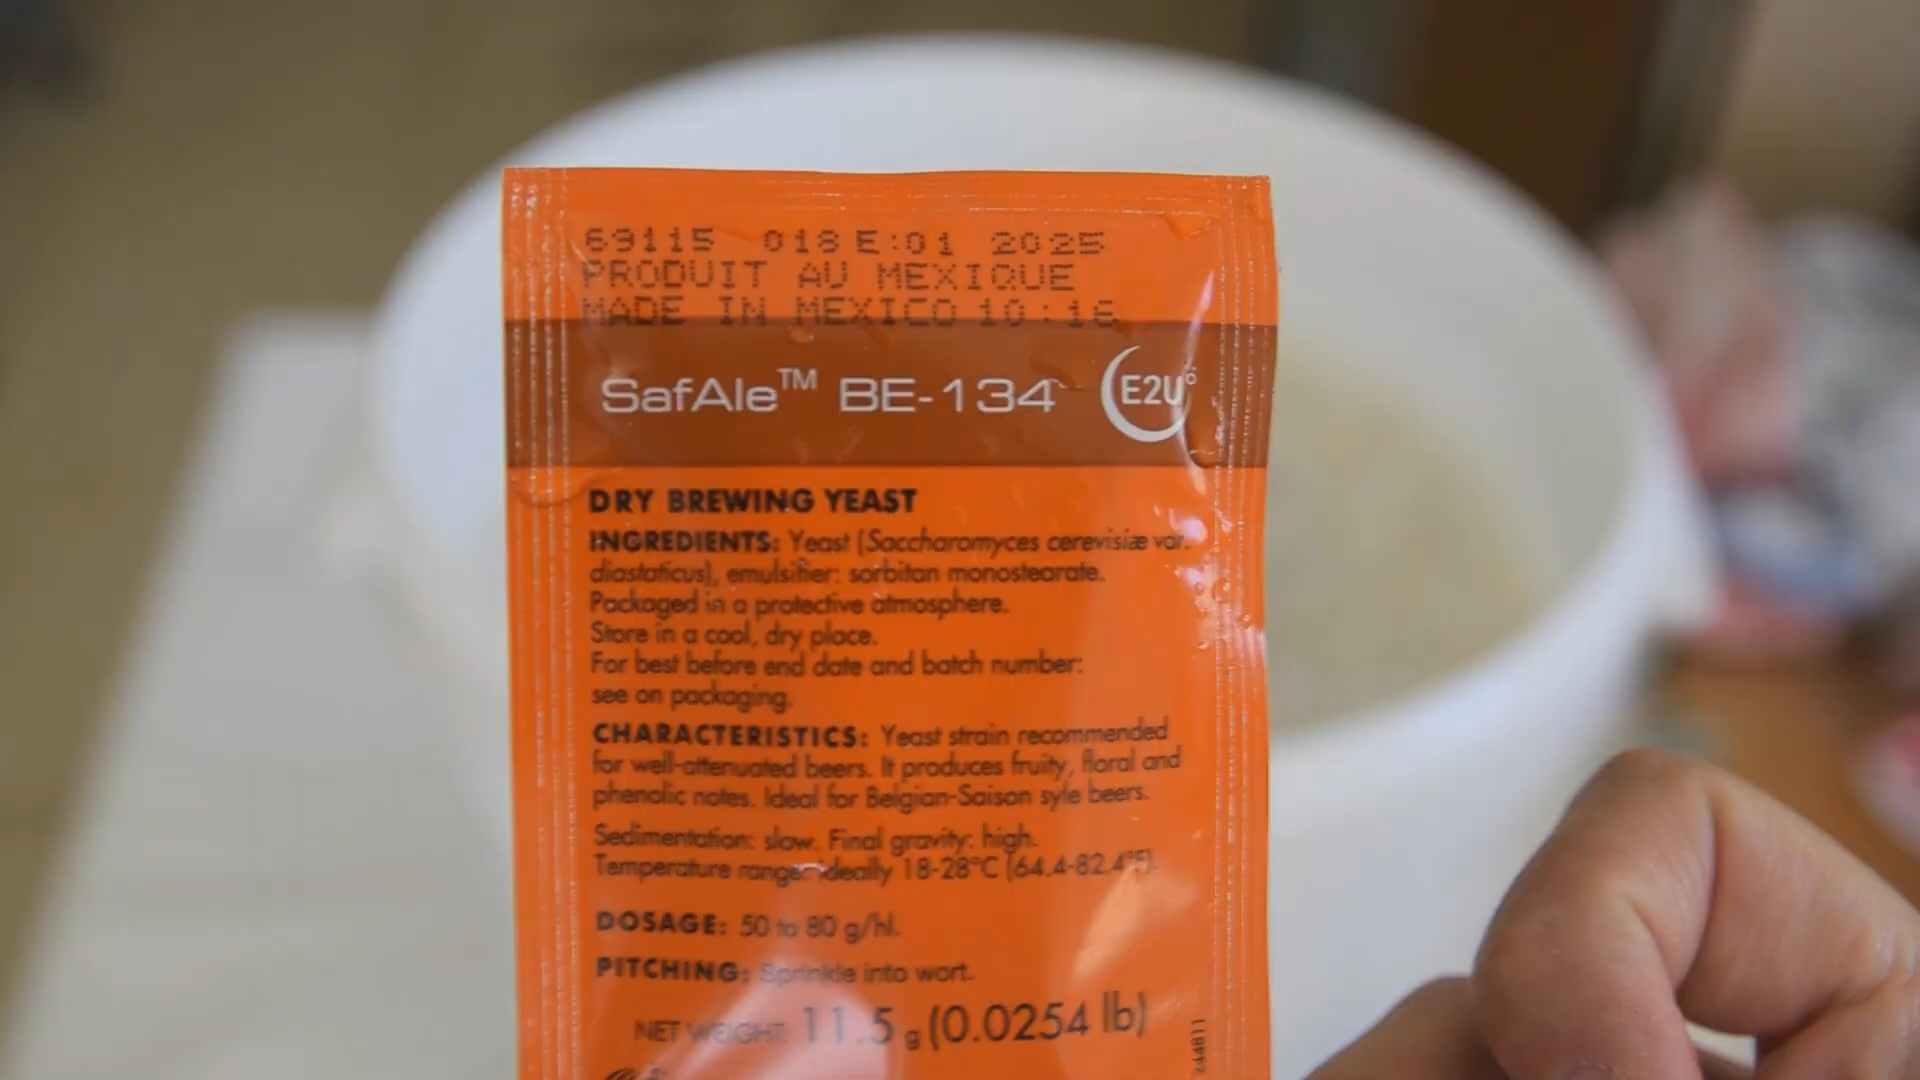 69115 018 E:01 2025
PRODUIT AU MEXIQUE
MADE IN MEXICO 10:16
SafAle™ BE-134 E2U
DRY BREWING YEAST
INGREDIENTS: Yeast (Saccharomyces cerevisiæ var.
diastaticus), emulsifier: sorbitan monostearate.
Packaged in a protective atmosphere.
Store in a cool, dry place.
For best before end date and batch number:
see on packaging.
CHARACTERISTICS: Yeast strain recommended
for well-attenuated beers. It produces fruity, floral and
phenolic notes. Ideal for Belgian-Saison syle beers.
Sedimentation: slow. Final gravity: high.
Temperature range: ideally 18-28°C (64.4-82.4°F).
DOSAGE: 50 to 80 g/hl.
PITCHING: Sprinkle into wort.
NET WEIGHT: 11.5 g (0.0254 lb)